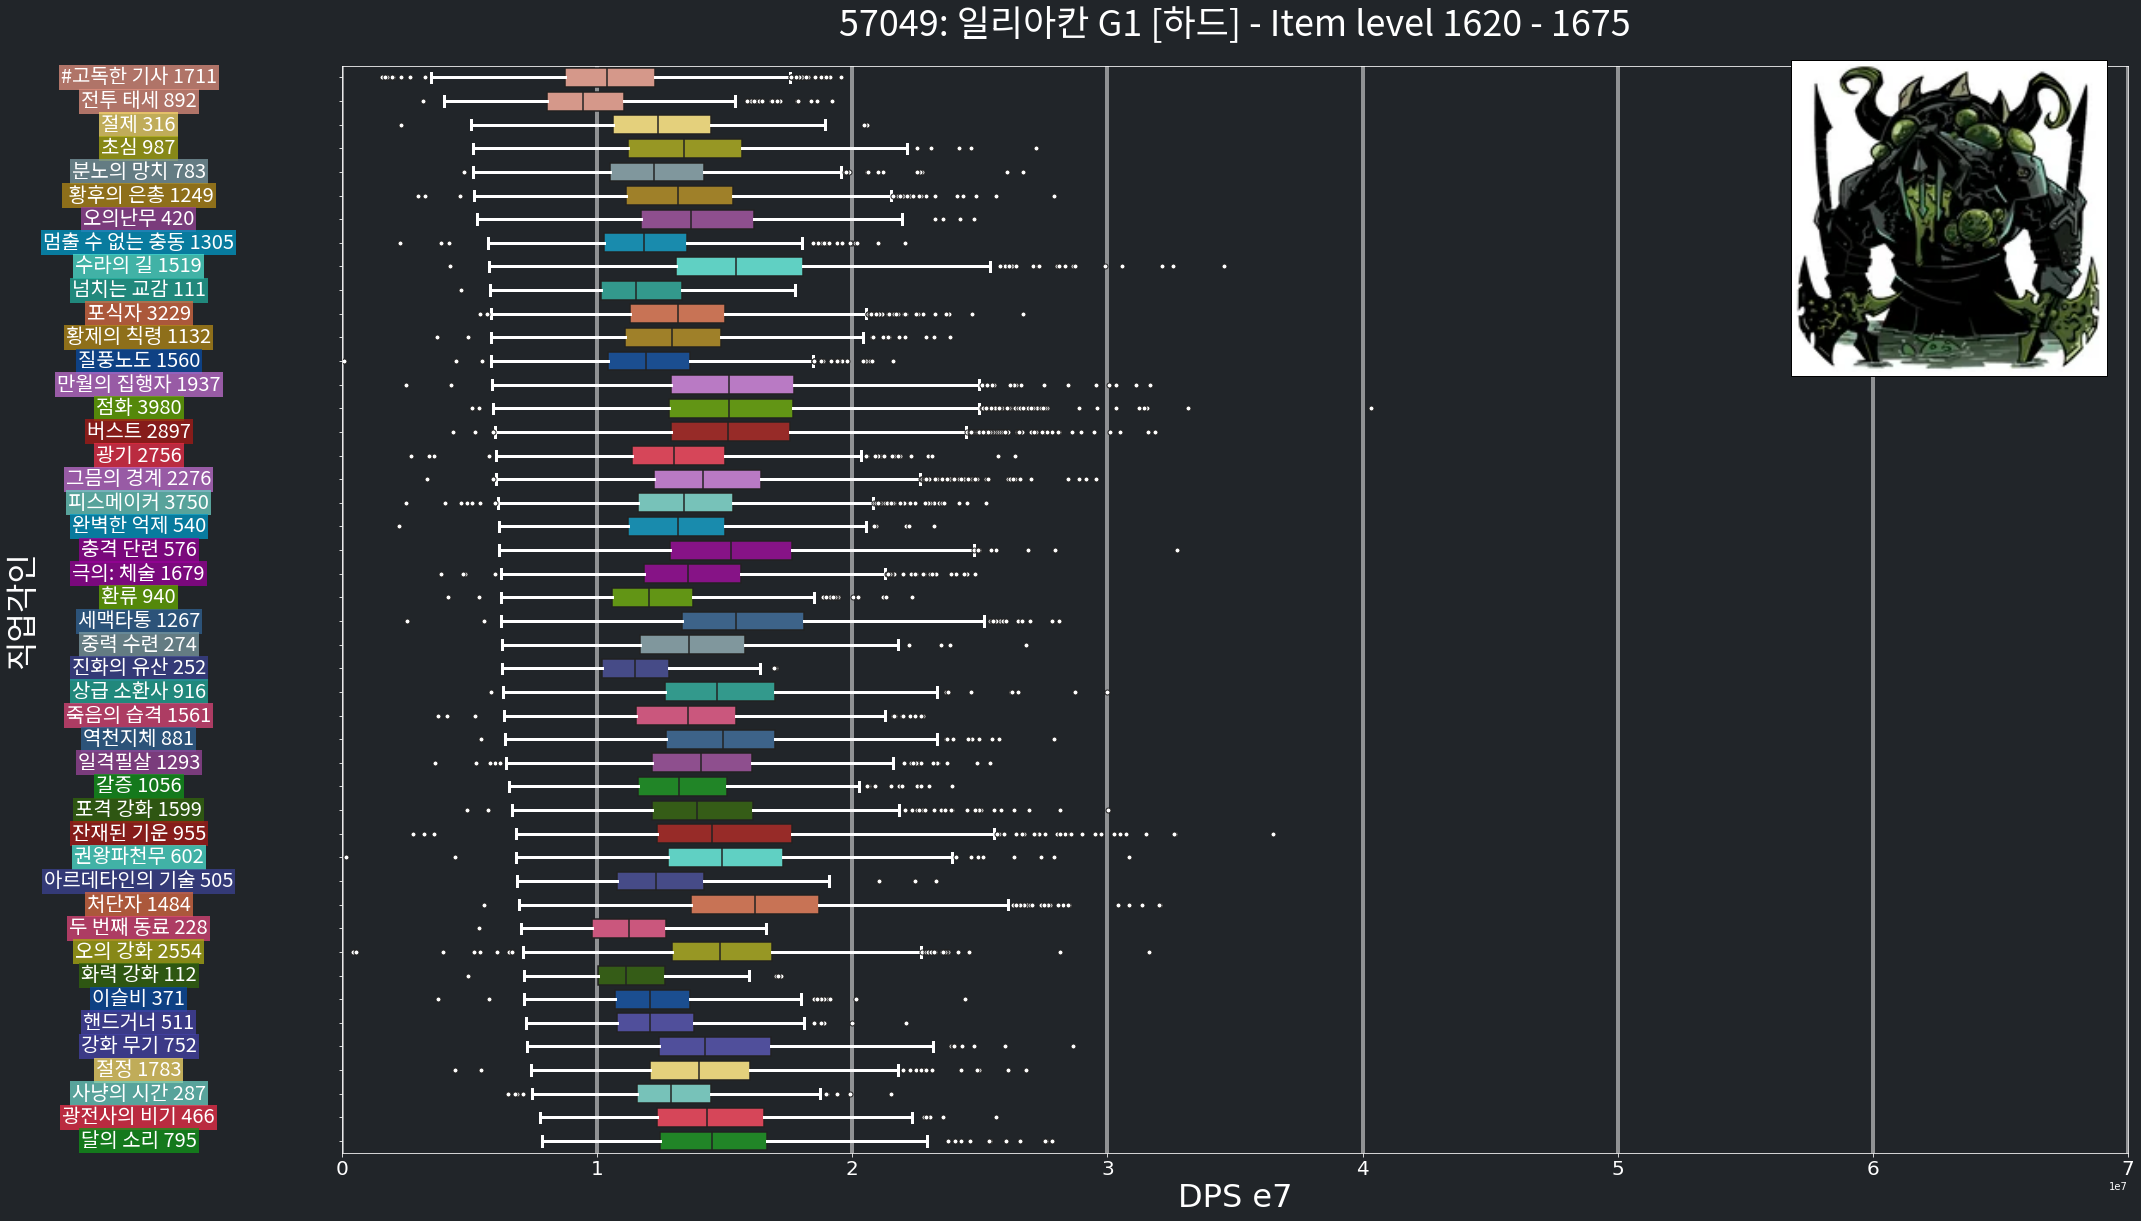 57049: 일리아칸 G1 [하드] - Item level 1620 - 1675
#고독한 기사 1711
전투 태세 892
절제 316
초심 987
분노의 망치 783
황후의 은총 1249
오의난무 420
멈출 수 없는 충동 1305
수라의 길 1519
넘치는 교감 111
포식자 3229
황제의 칙령 1132
질풍노도 1560
만월의 집행자 1937
점화 3980
버스트 2897
광기 2756
그믐의 경계 2276
피스메이커 3750
완벽한 억제 540
충격 단련 576
극의: 체술 1679
환류 940
세맥타통 1267
중력 수련 274
진화의 유산 252
상급 소환사 916
죽음의 습격 1561
역천지체 881
일격필살 1293
갈증 1056
포격 강화 1599
잔재된 기운 955
권왕파천무 602
아르데타인의 기술 505
처단자 1484
두 번째 동료 228
오의 강화 2554
화력 강화 112
이슬비 371
핸드거너 511
강화 무기 752
절정 1783
사냥의 시간 287
광전사의 비기 466
달의 소리 795
직업각인
0 1 2 3 4 5 6 7
DPS e7
1e7